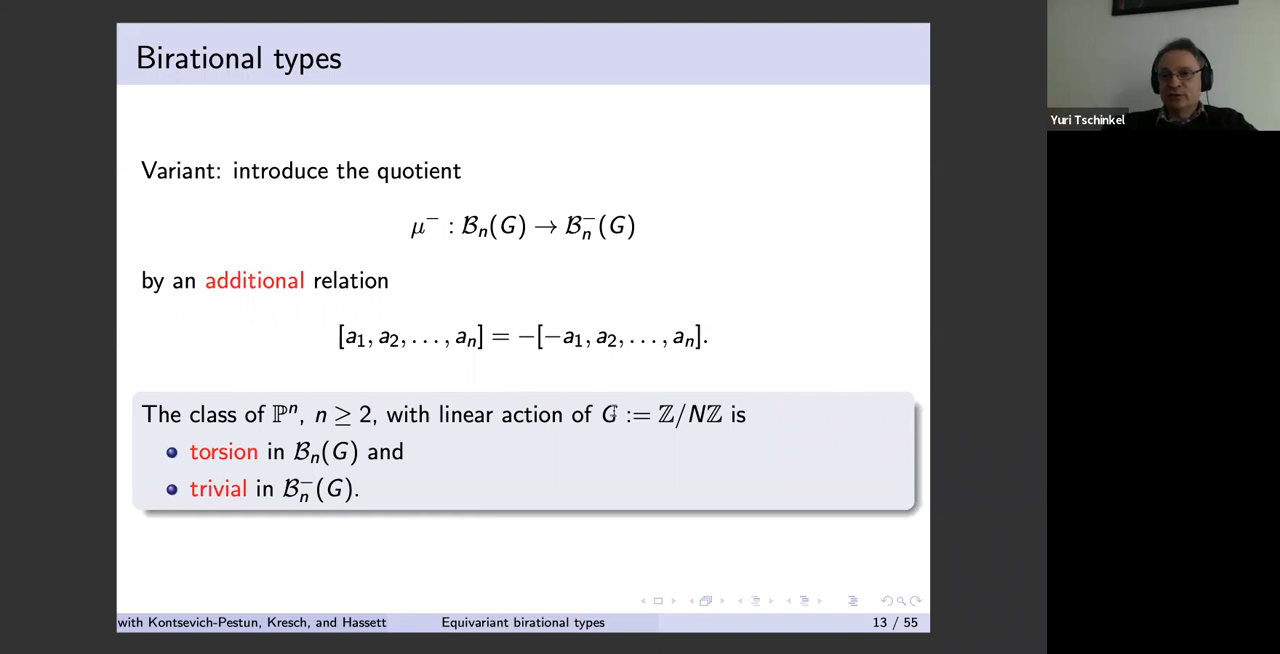 Birational types
Yuri Tschinkel
Variant: introduce the quotient
μ⁻ : 𝓑ₙ(G) → 𝓑ₙ⁻(G)
by an additional relation
[a₁, a₂, . . . , aₙ] = −[−a₁, a₂, . . . , aₙ].
The class of ℙⁿ, n ≥ 2, with linear action of G := ℤ/Nℤ is
• torsion in 𝓑ₙ(G) and
• trivial in 𝓑ₙ⁻(G).
with Kontsevich-Pestun, Kresch, and Hassett Equivariant birational types 13 / 55